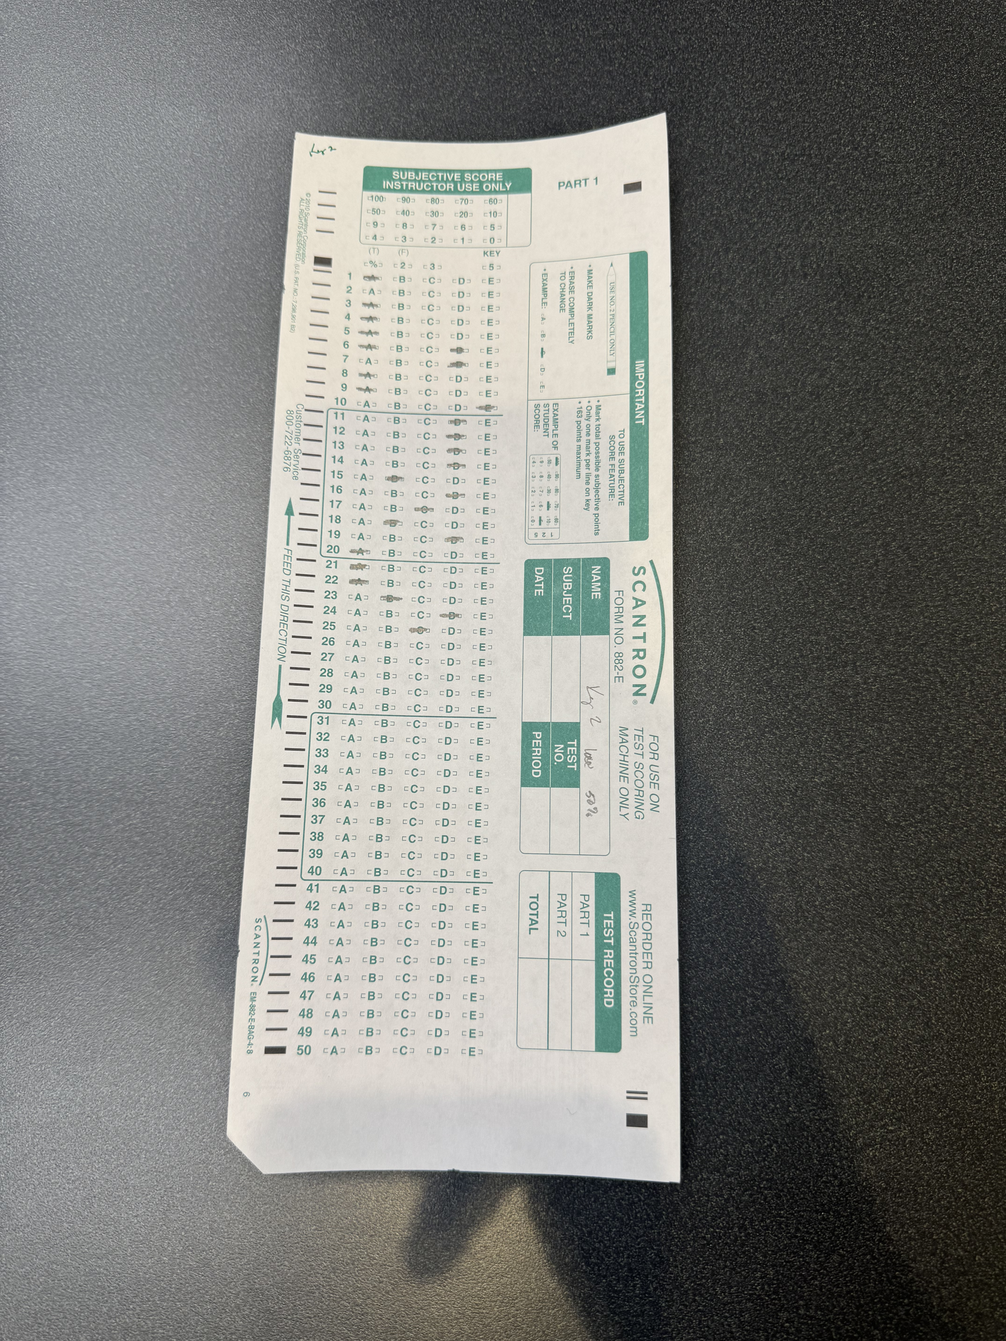 Key 2
SUBJECTIVE SCORE
INSTRUCTOR USE ONLY
100 90 80 70 60
50 40 30 20 10
9 8 7 6 5
4 3 2 1 0
(T) (F) KEY
% 2 3 5
1 B C D E
2 A B C D E
3 B C D E
4 B C D E
5 B C D E
6 B C E
7 A B C E
8 B C D E
9 B C D E
10 A B C D
11 A B C E
12 A B C E
13 A B C E
14 A B C E
15 A C D E
16 A B C E
17 A B D E
18 A C D E
19 A B C E
20 B C D E
21 B C D E
22 B C D E
23 A C D E
24 A B C E
25 A B D E
26 A B C D E
27 A B C D E
28 A B C D E
29 A B C D E
30 A B C D E
31 A B C D E
32 A B C D E
33 A B C D E
34 A B C D E
35 A B C D E
36 A B C D E
37 A B C D E
38 A B C D E
39 A B C D E
40 A B C D E
41 A B C D E
42 A B C D E
43 A B C D E
44 A B C D E
45 A B C D E
46 A B C D E
47 A B C D E
48 A B C D E
49 A B C D E
50 A B C D E
PART 1
IMPORTANT
USE NO. 2 PENCIL ONLY
• MAKE DARK MARKS
• ERASE COMPLETELY
TO CHANGE
• EXAMPLE: A B D E
TO USE SUBJECTIVE
SCORE FEATURE:
• Mark total possible subjective points
• Only one mark per line on key
• 163 points maximum
EXAMPLE OF
STUDENT
SCORE:
SCANTRON®
FORM NO. 882-E
FOR USE ON
TEST SCORING
MACHINE ONLY
REORDER ONLINE
www.ScantronStore.com
NAME Key 2 50%
SUBJECT TEST NO.
DATE PERIOD
TEST RECORD
PART 1
PART 2
TOTAL
© 2010 Scantron Corporation
ALL RIGHTS RESERVED.
Customer Service
800-722-6876
FEED THIS DIRECTION
SCANTRON®
6